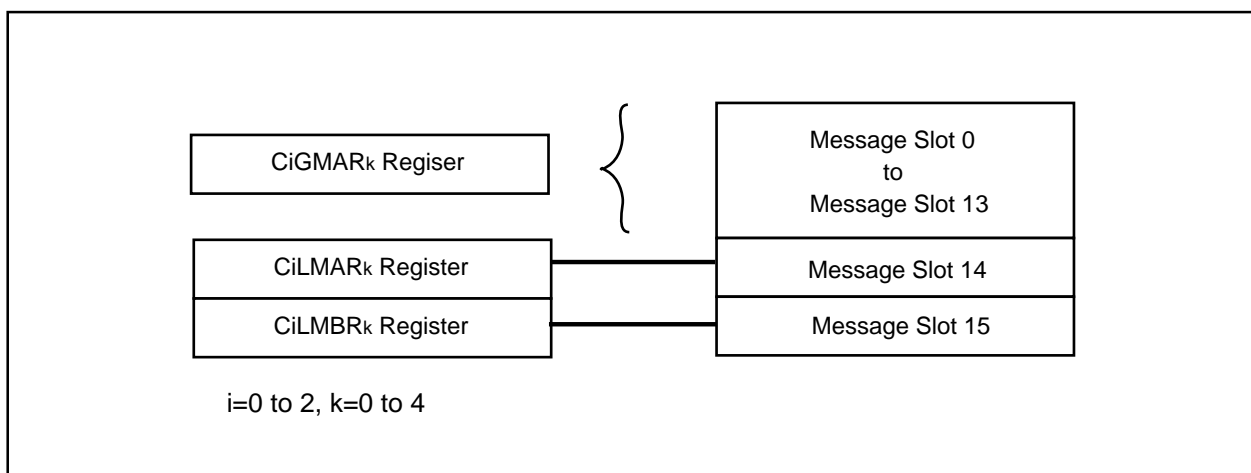 CiGMARk Regiser
Message Slot 0
to
Message Slot 13
CiLMARk Register
Message Slot 14
CiLMBRk Register
Message Slot 15
i=0 to 2, k=0 to 4